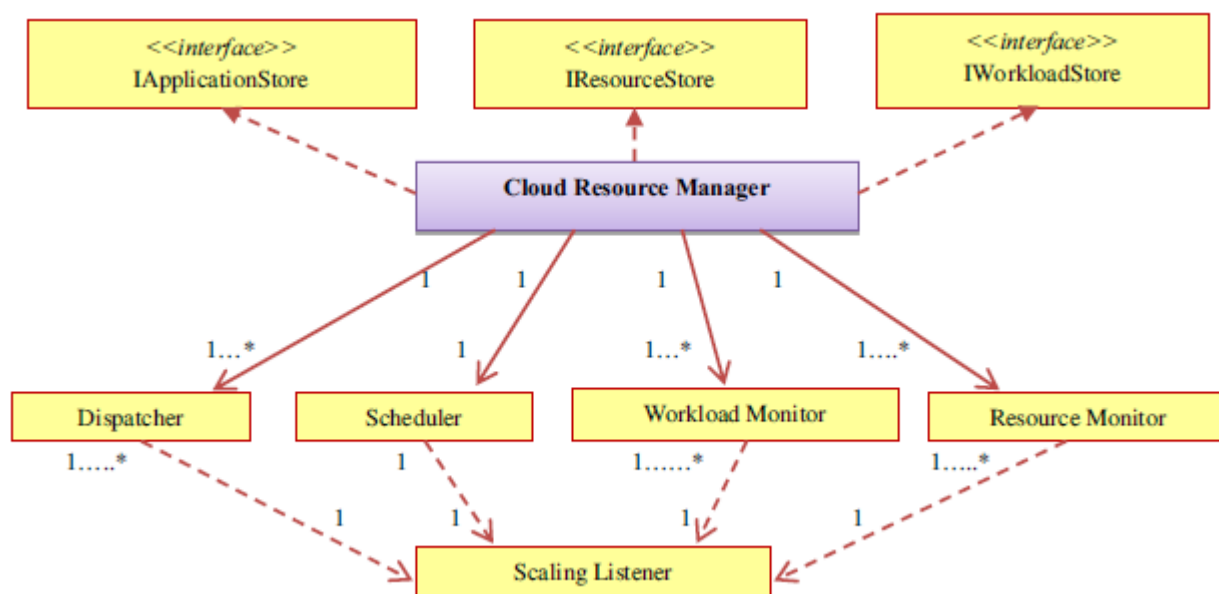 <<interface>>
IApplicationStore
<<interface>>
IResourceStore
<<interface>>
IWorkloadStore
Cloud Resource Manager
1
1
1
1
1...*
1
1...*
1....*
Dispatcher
Scheduler
Workload Monitor
Resource Monitor
1.....*
1
1......*
1.....*
1
1
1
1
Scaling Listener